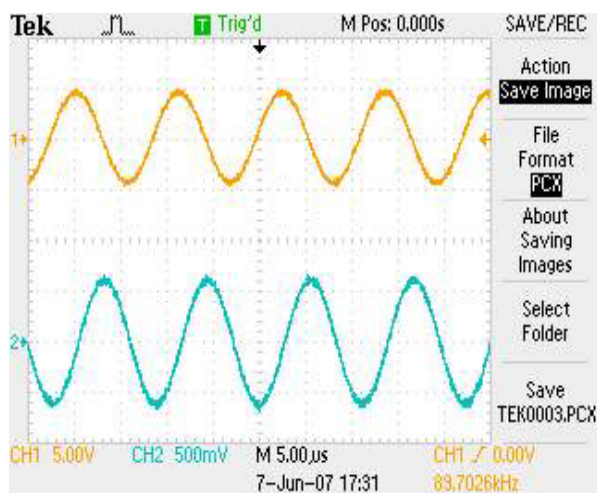 Tek T Trig'd M Pos: 0.000s SAVE/REC
Action
Save Image
File
Format
PCX
About
Saving
Images
Select
Folder
Save
TEK0003.PCX
1
2
CH1 5.00V CH2 500mV M 5.00µs CH1 / 0.00V
7-Jun-07 17:31 89.7026kHz